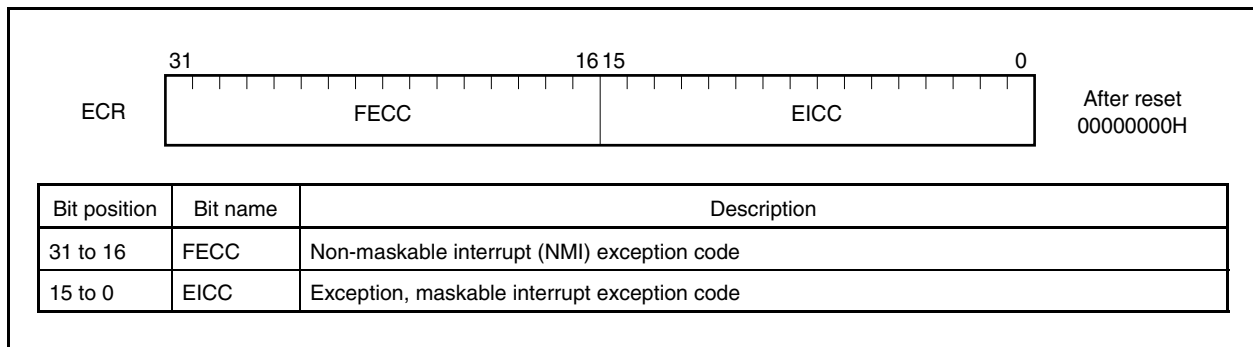 31 16 15 0
ECR FECC EICC After reset
00000000H
Bit position Bit name Description
31 to 16 FECC Non-maskable interrupt (NMI) exception code
15 to 0 EICC Exception, maskable interrupt exception code